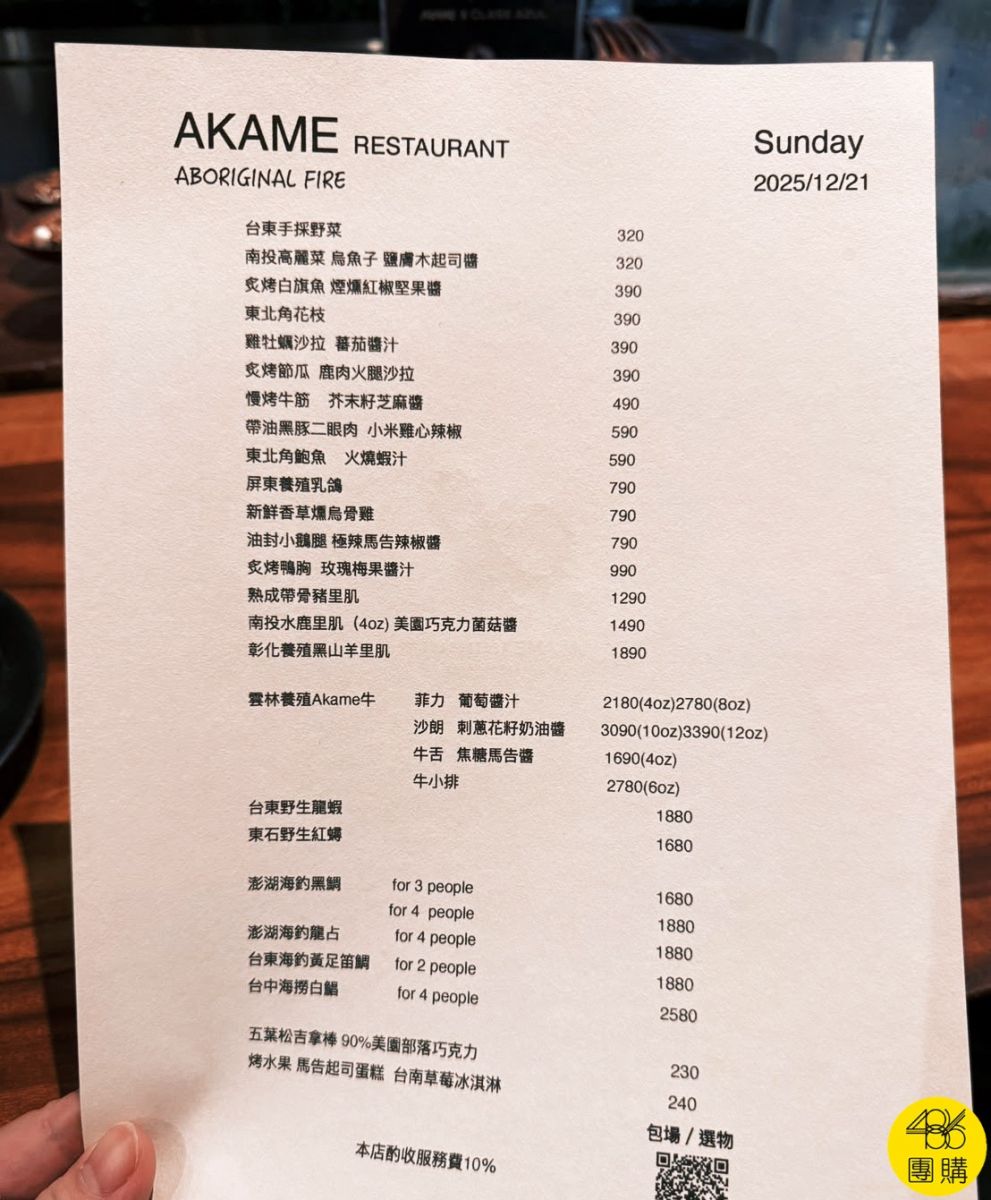 AKAME RESTAURANT
ABORIGINAL FIRE
Sunday
2025/12/21
台東手採野菜 320
南投高麗菜 烏魚子 鹽膚木起司醬 320
炙烤白旗魚 煙燻紅椒堅果醬 390
東北角花枝 390
雞牡蠣沙拉 蕃茄醬汁 390
炙烤節瓜 鹿肉火腿沙拉 390
慢烤牛筋 芥末籽芝麻醬 490
帶油黑豚二眼肉 小米雞心辣椒 590
東北角鮑魚 火燒蝦汁 590
屏東養殖乳鴿 790
新鮮香草燻烏骨雞 790
油封小鵝腿 極辣馬告辣椒醬 790
炙烤鴨胸 玫瑰梅果醬汁 990
熟成帶骨豬里肌 1290
南投水鹿里肌 (4oz) 美園巧克力菌菇醬 1490
彰化養殖黑山羊里肌 1890
雲林養殖Akame牛 菲力 葡萄醬汁 2180(4oz)2780(8oz)
沙朗 刺蔥花籽奶油醬 3090(10oz)3390(12oz)
牛舌 焦糖馬告醬 1690(4oz)
牛小排 2780(6oz)
台東野生龍蝦 1880
東石野生紅蟳 1680
澎湖海釣黑鯛 for 3 people 1680
for 4 people 1880
澎湖海釣龍占 for 4 people 1880
台東海釣黃足笛鯛 for 2 people 1880
台中海撈白鯧 for 4 people 2580
五葉松吉拿棒 90%美園部落巧克力 230
烤水果 馬告起司蛋糕 台南草莓冰淇淋 240
包場 / 選物
本店酌收服務費10%
486
團購